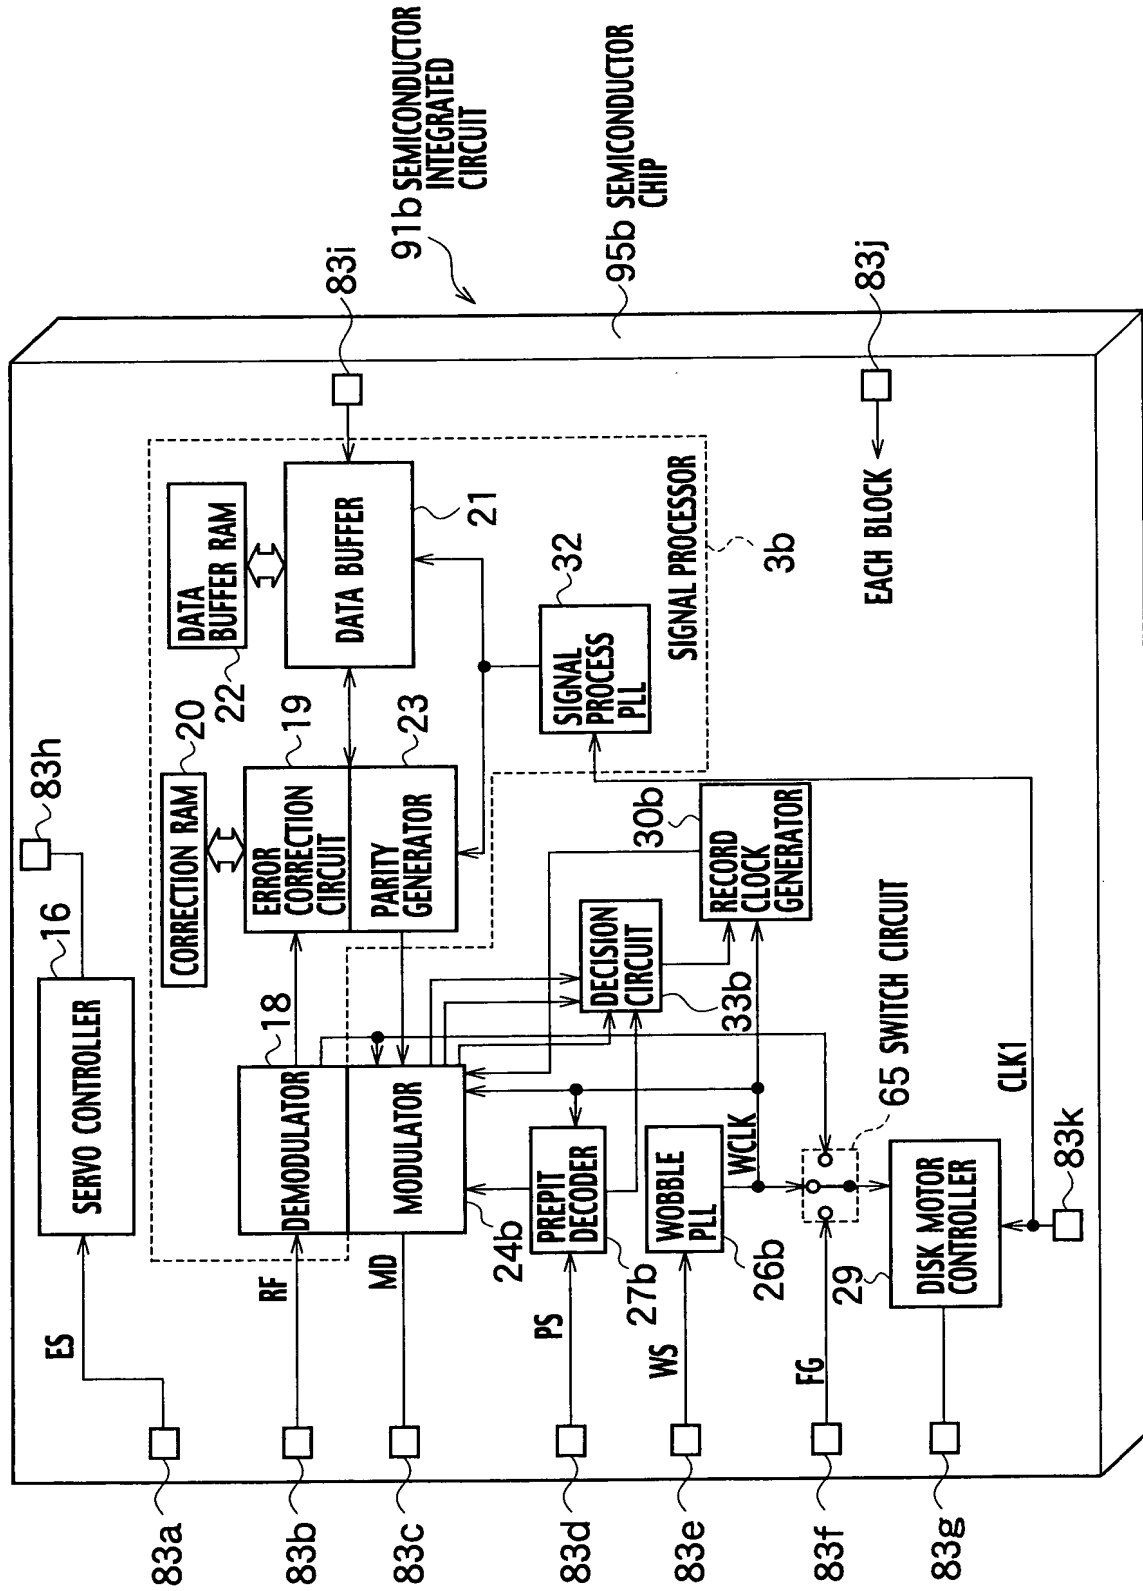 91b SEMICONDUCTOR
INTEGRATED
CIRCUIT
95b SEMICONDUCTOR
CHIP
83h
83i
83j
16
SERVO CONTROLLER
ES
CORRECTION RAM
20
DATA
BUFFER RAM
22
18
DEMODULATOR
RF
ERROR
CORRECTION
CIRCUIT
19
DATA BUFFER
21
MODULATOR
MD
24b
PARITY
GENERATOR
23
SIGNAL
PROCESS
PLL
32
SIGNAL PROCESSOR
3b
PREPIT
DECODER
27b
PS
DECISION
CIRCUIT
33b
WOBBLE
PLL
26b
WS
WCLK
RECORD
CLOCK
GENERATOR
30b
65 SWITCH CIRCUIT
FG
DISK MOTOR
CONTROLLER
29
CLK1
83k
EACH BLOCK
83a
83b
83c
83d
83e
83f
83g